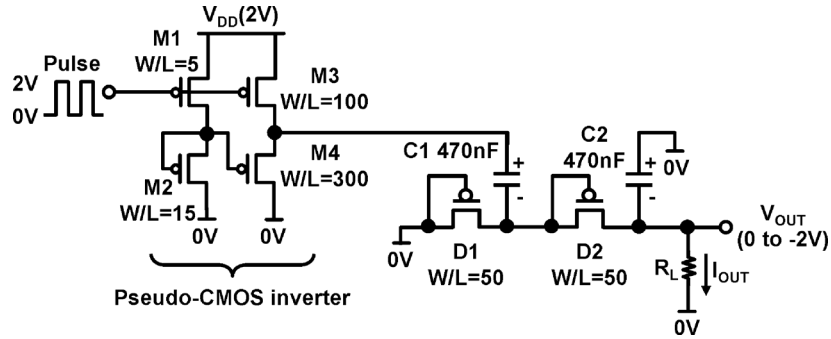 V_DD(2V)
M1
W/L=5
Pulse
2V
0V
M3
W/L=100
M2
W/L=15
M4
W/L=300
0V
0V
Pseudo-CMOS inverter
C1 470nF
C2
470nF
+
-
+
-
0V
0V
D1
W/L=50
D2
W/L=50
V_OUT
(0 to -2V)
R_L
I_OUT
0V